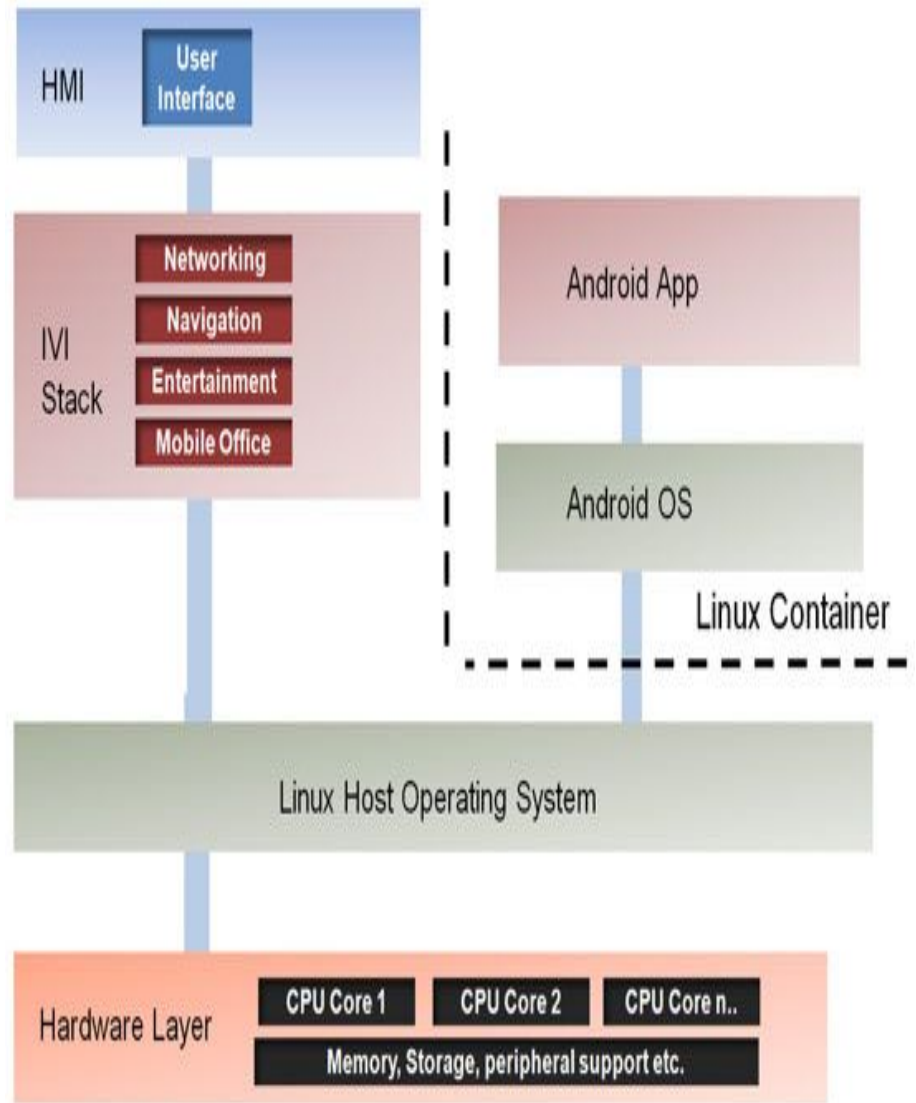 HMI
User
Interface
IVI
Stack
Networking
Navigation
Entertainment
Mobile Office
Android App
Android OS
Linux Container
Linux Host Operating System
Hardware Layer
CPU Core 1
CPU Core 2
CPU Core n..
Memory, Storage, peripheral support etc.